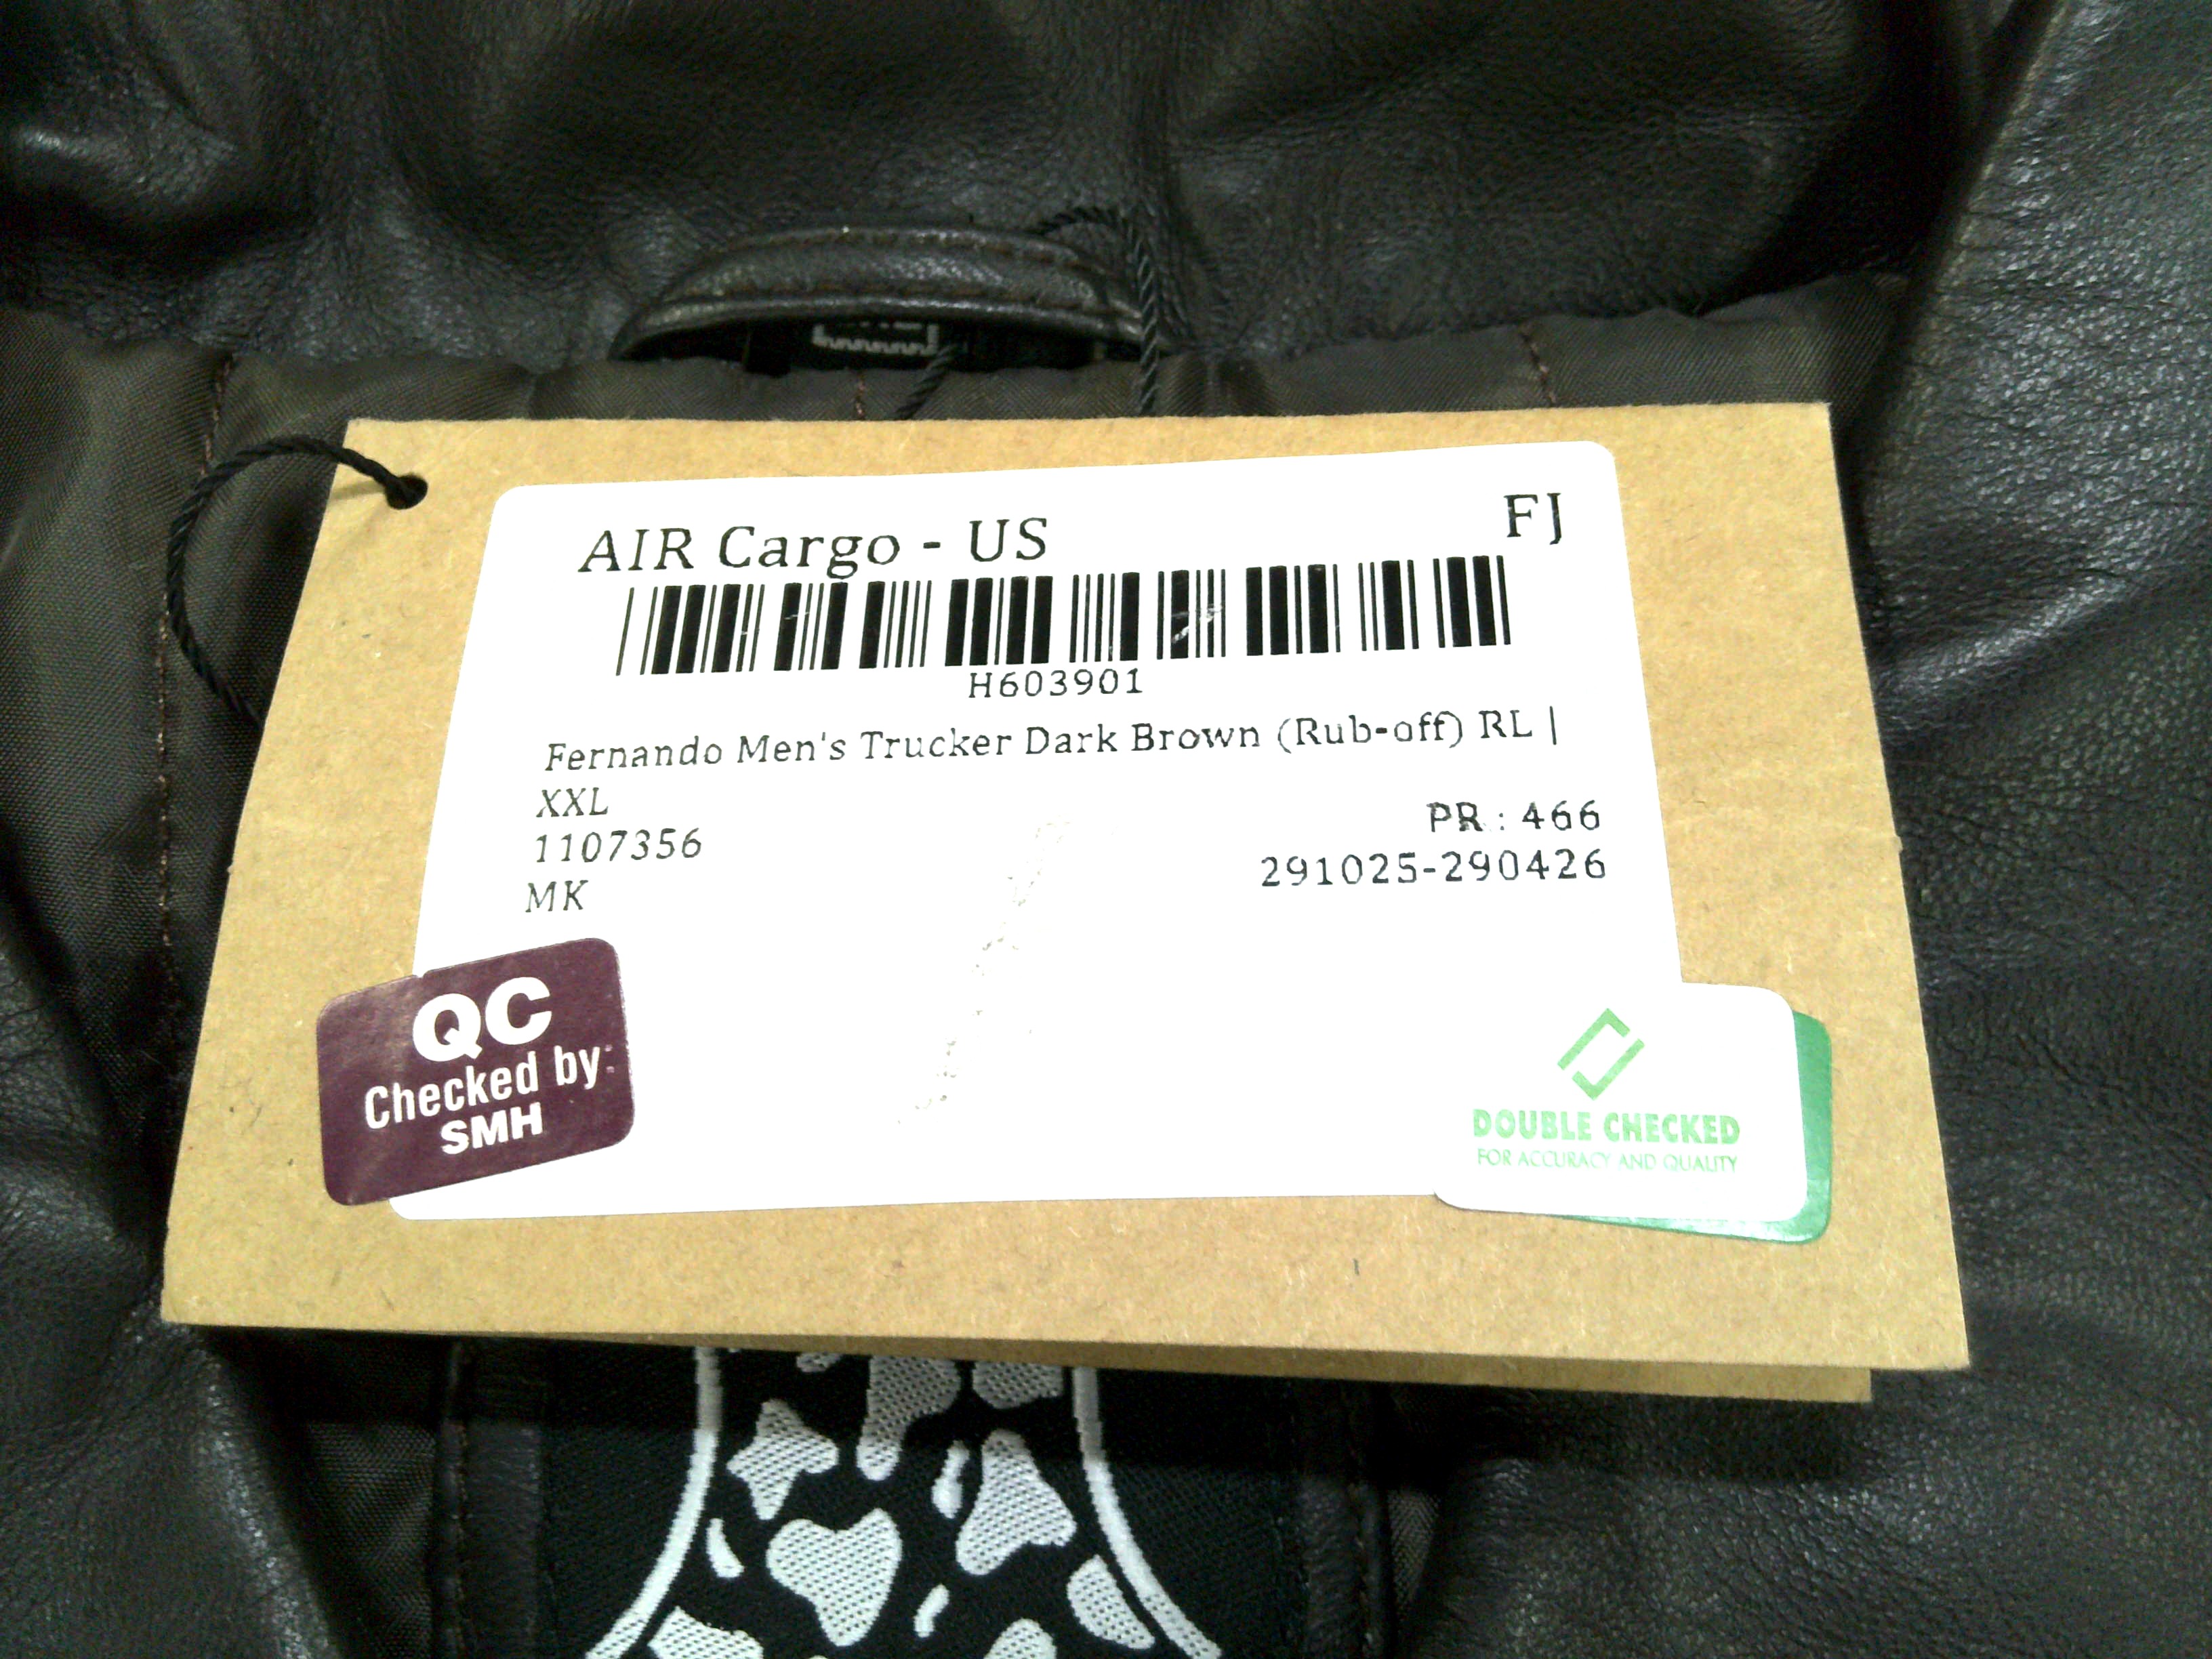 AIR Cargo - US
FJ
H603901
Fernando Men's Trucker Dark Brown (Rub-off) RL |
XXL
PR : 466
1107356
291025-290426
MK
QC
Checked by:
SMH
DOUBLE CHECKED
FOR ACCURACY AND QUALITY